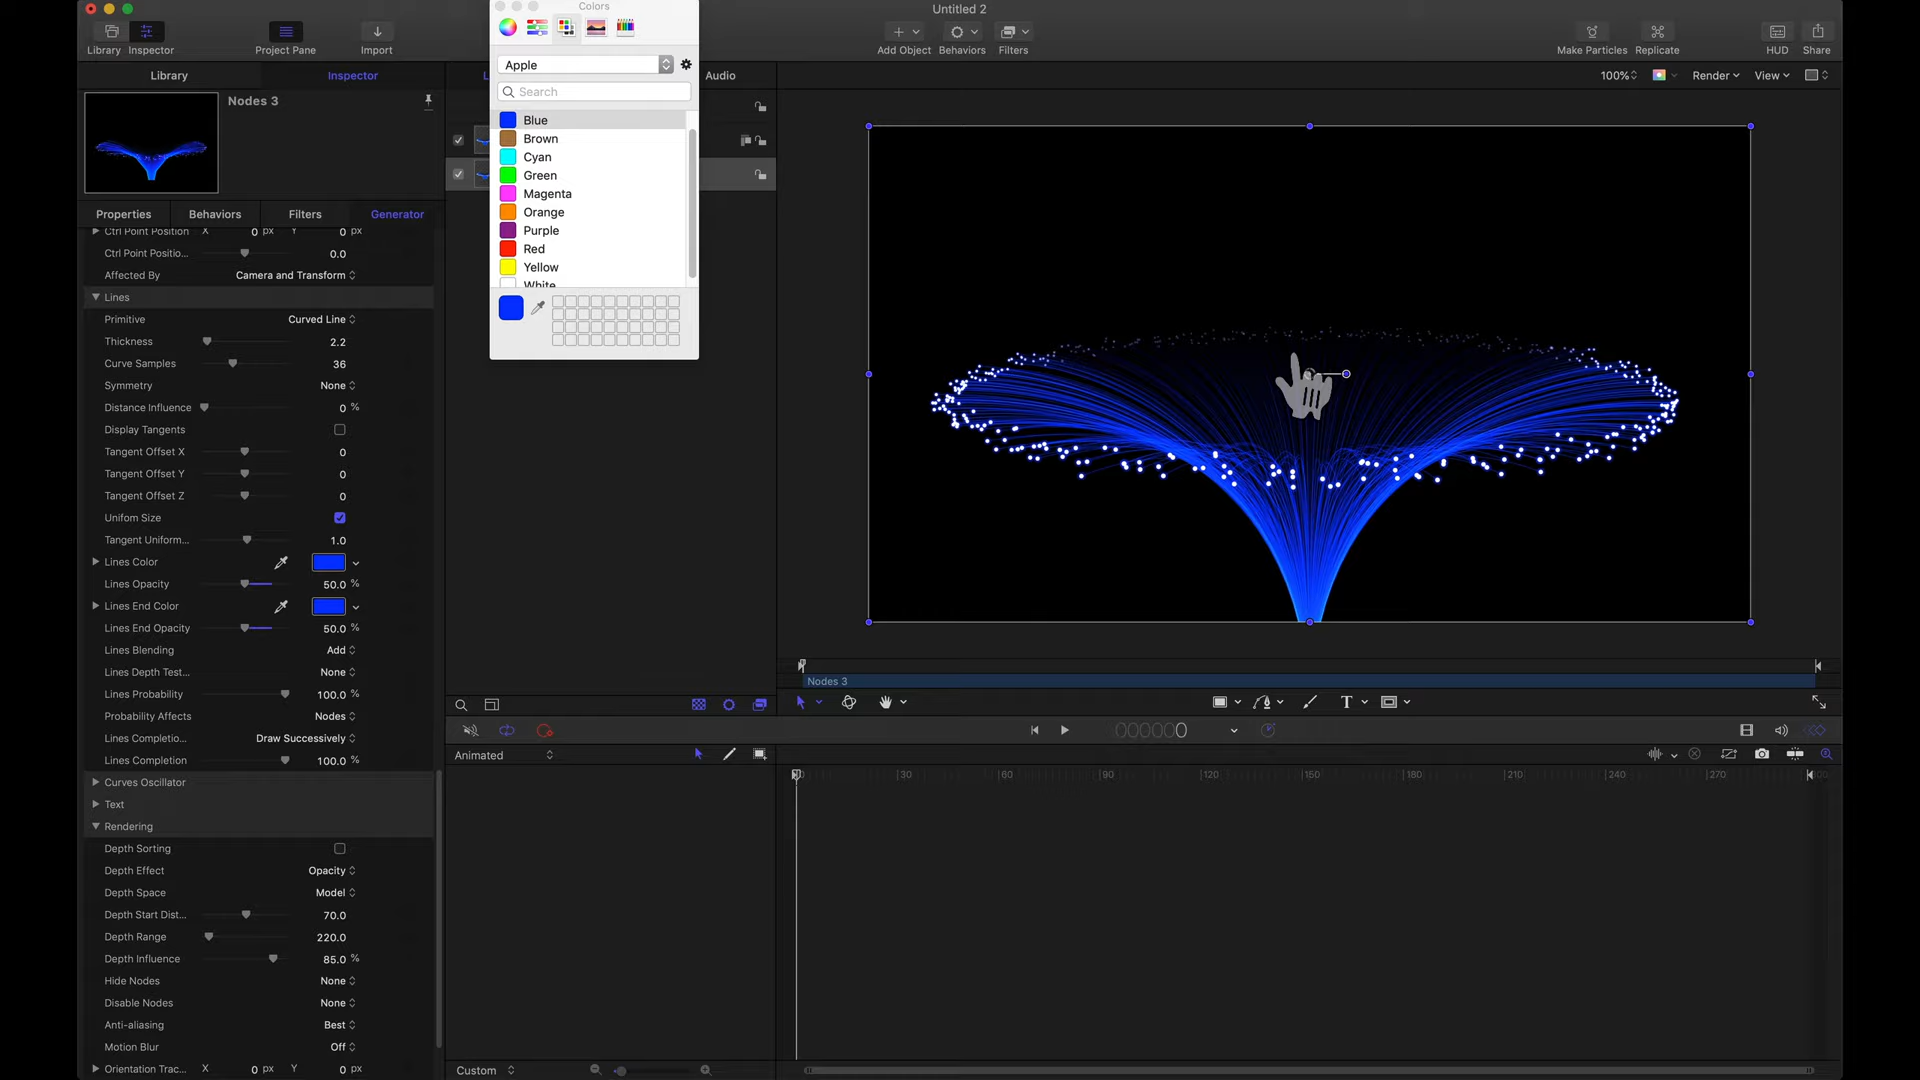 Colors
Untitled 2
Library Inspector Project Pane Import
Add Object Behaviors Filters Make Particles Replicate HUD Share
Library Inspector
Apple
Audio
100% Render View
Search
Nodes 3
Blue
Brown
Cyan
Green
Magenta
Orange
Purple
Red
Yellow
White
Properties Behaviors Filters Generator
Ctrl Point Position X 0 px Y 0 px
Ctrl Point Positio... 0.0
Affected By Camera and Transform
Lines
Primitive Curved Line
Thickness 2.2
Curve Samples 36
Symmetry None
Distance Influence 0 %
Display Tangents
Tangent Offset X 0
Tangent Offset Y 0
Tangent Offset Z 0
Unifom Size
Tangent Uniform... 1.0
Lines Color
Lines Opacity 50.0 %
Lines End Color
Lines End Opacity 50.0 %
Lines Blending Add
Lines Depth Test... None
Lines Probability 100.0 %
Probability Affects Nodes
Lines Completio... Draw Successively
Lines Completion 100.0 %
Curves Oscillator
Text
Rendering
Depth Sorting
Depth Effect Opacity
Depth Space Model
Depth Start Dist... 70.0
Depth Range 220.0
Depth Influence 85.0 %
Hide Nodes None
Disable Nodes None
Anti-aliasing Best
Motion Blur Off
Orientation Trac... X 0 px Y 0 px
Nodes 3
T
000000
Animated
30 60 90 120 150 180 210 240 270
Custom